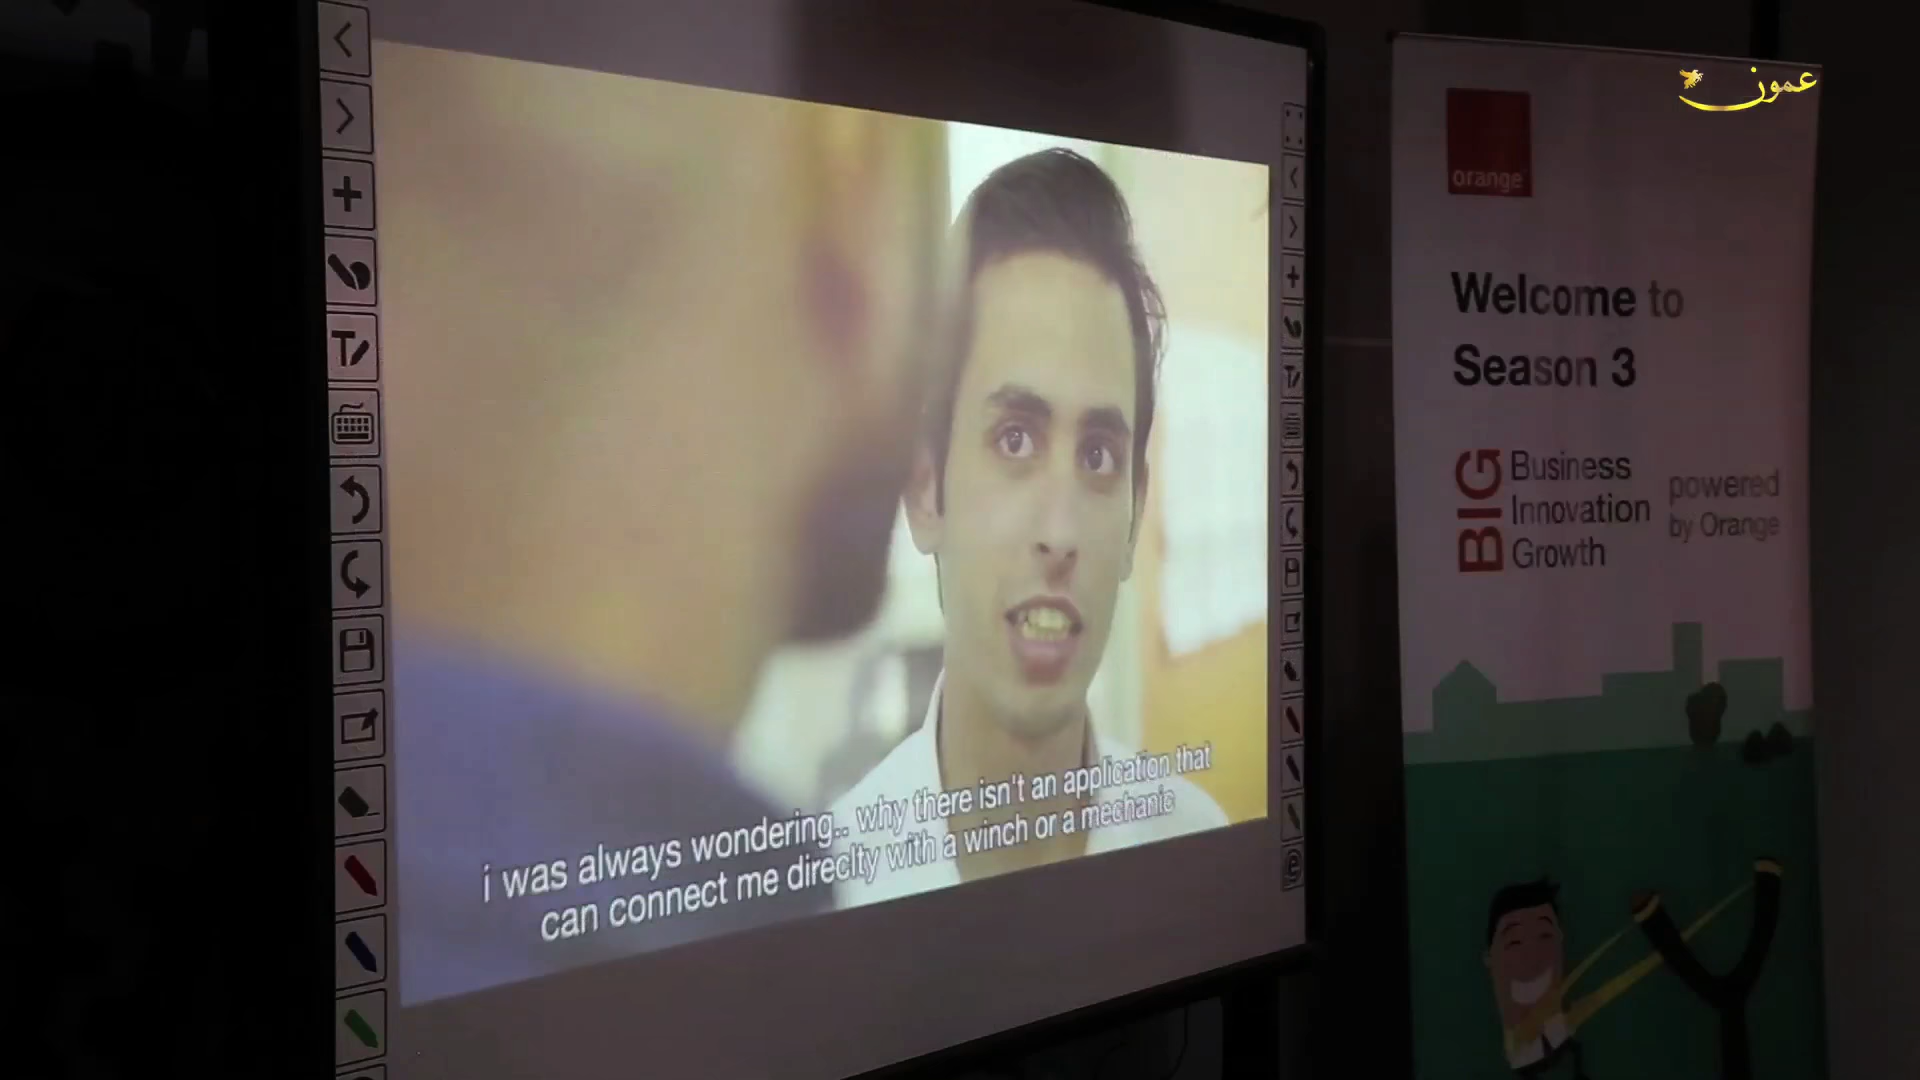 عمون
orange
Welcome to
Season 3
BIG
Business
Innovation
Growth
powered
by Orange
i was always wondering.. why there isn't an application that
can connect me direclty with a winch or a mechanic